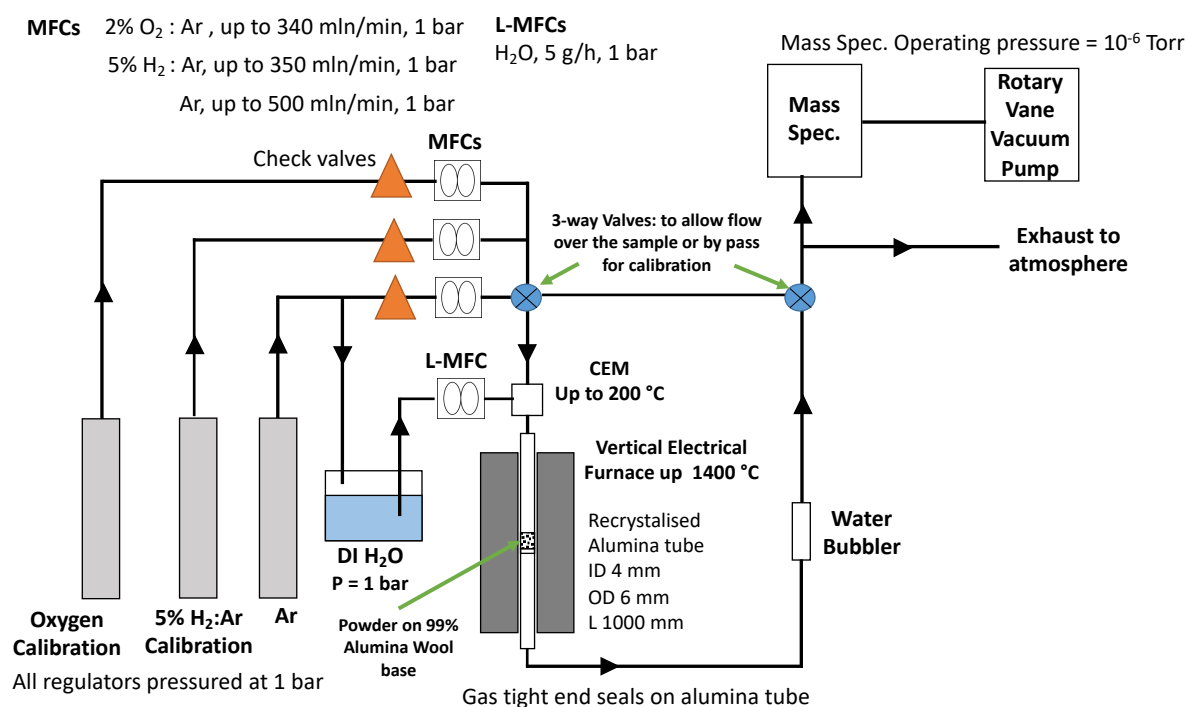 MFCs
2% O₂ : Ar , up to 340 mln/min, 1 bar
5% H₂ : Ar, up to 350 mln/min, 1 bar
Ar, up to 500 mln/min, 1 bar
L-MFCs
H₂O, 5 g/h, 1 bar
Mass Spec. Operating pressure = 10⁻⁶ Torr
Mass
Spec.
Rotary
Vane
Vacuum
Pump
Check valves
MFCs
3-way Valves: to allow flow
over the sample or by pass
for calibration
Exhaust to
atmosphere
L-MFC
CEM
Up to 200 °C
Vertical Electrical
Furnace up 1400 °C
Recrystalised
Alumina tube
ID 4 mm
OD 6 mm
L 1000 mm
Water
Bubbler
DI H₂O
P = 1 bar
Powder on 99%
Alumina Wool
base
Oxygen
Calibration
5% H₂:Ar
Calibration
Ar
All regulators pressured at 1 bar
Gas tight end seals on alumina tube